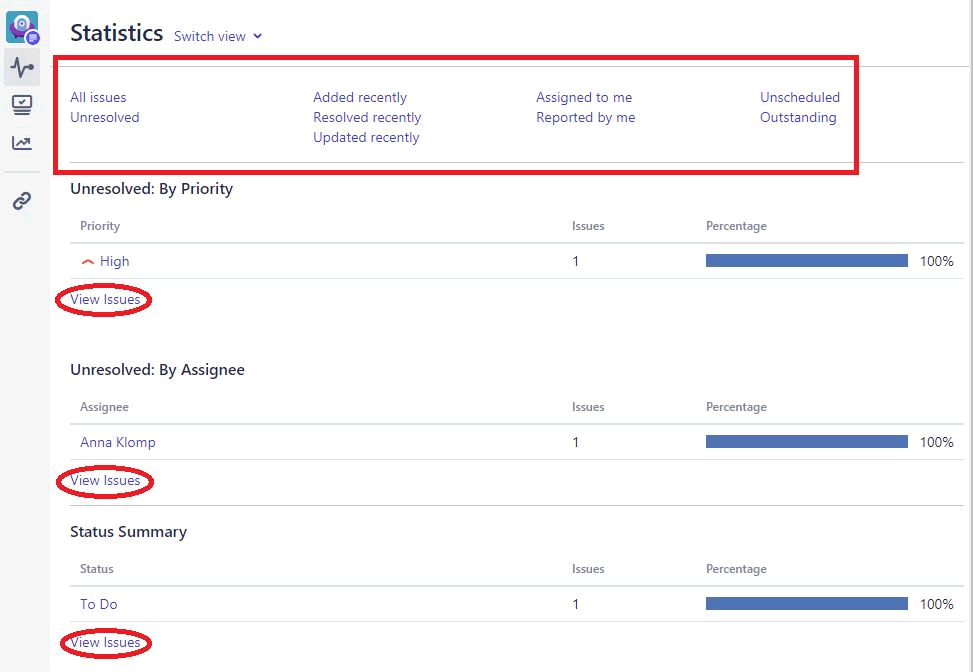 Statistics Switch view
All issues Added recently Assigned to me Unscheduled
Unresolved Resolved recently Reported by me Outstanding
Updated recently
Unresolved: By Priority
Priority Issues Percentage
High 1 100%
View Issues
Unresolved: By Assignee
Assignee Issues Percentage
Anna Klomp 1 100%
View Issues
Status Summary
Status Issues Percentage
To Do 1 100%
View Issues